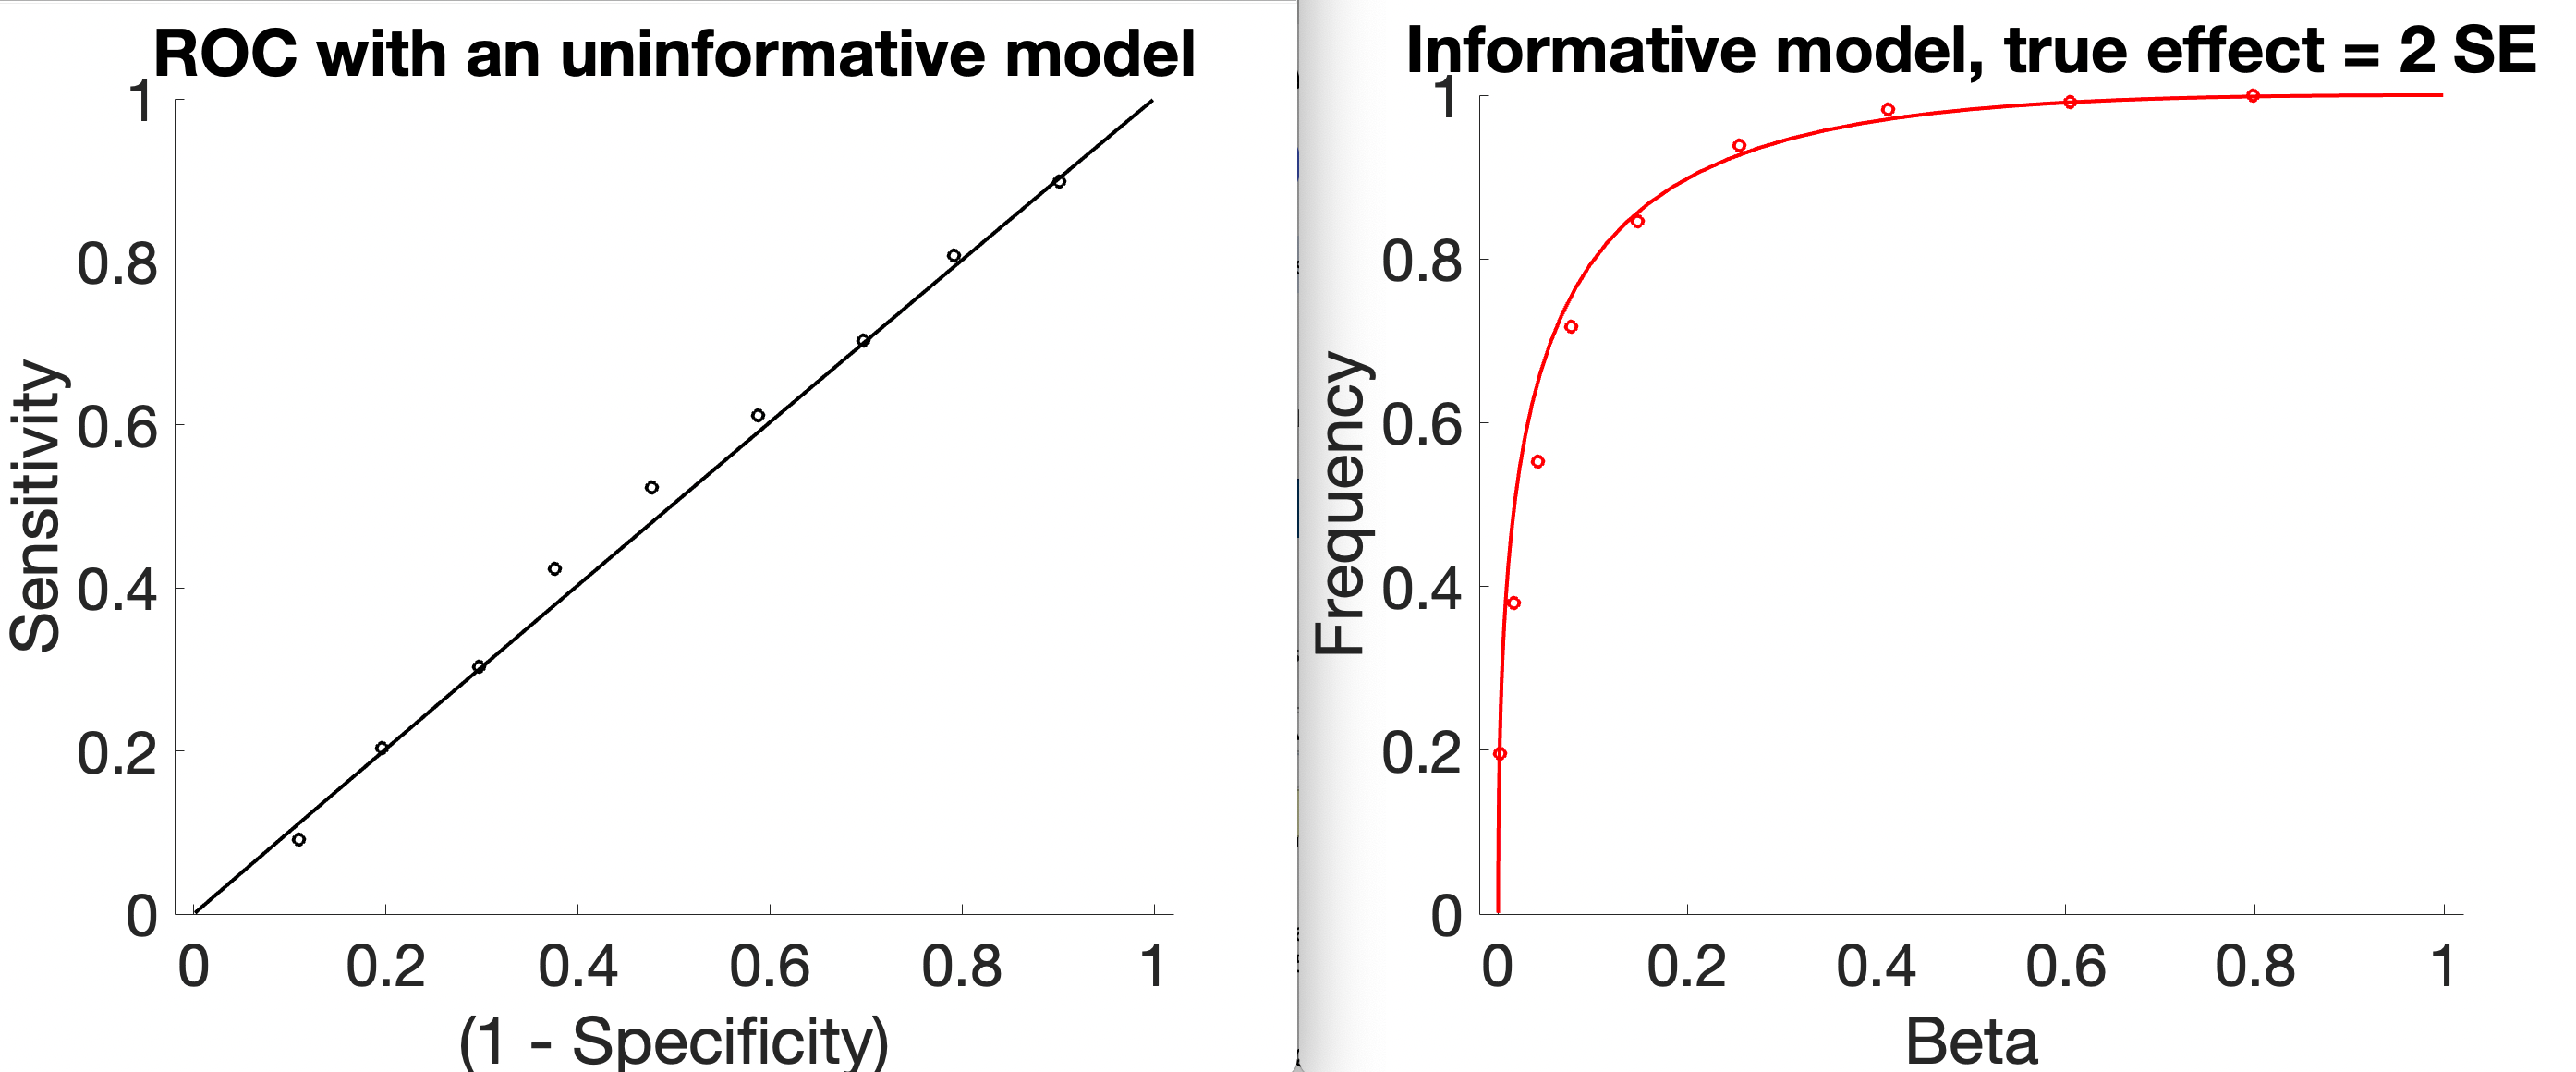 ROC with an uninformative model
1
0.8
0.6
0.4
0.2
0
Sensitivity
0 0.2 0.4 0.6 0.8 1
(1 - Specificity)
Informative model, true effect = 2 SE
1
0.8
0.6
0.4
0.2
0
Frequency
0 0.2 0.4 0.6 0.8 1
Beta